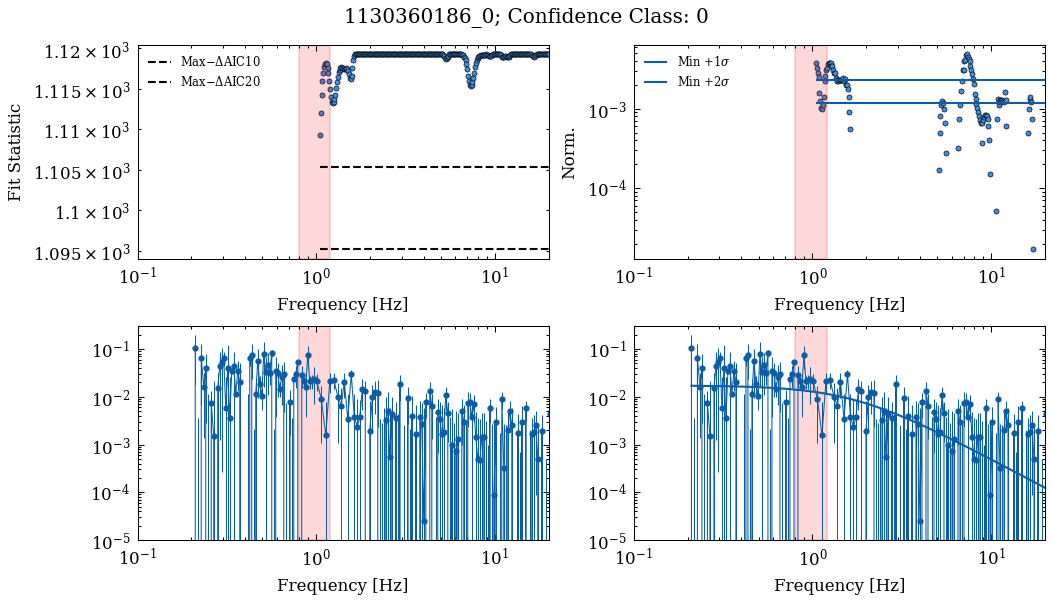 1130360186_0; Confidence Class: 0
Fit Statistic
1.12 × 10³
1.115 × 10³
1.11 × 10³
1.105 × 10³
1.1 × 10³
1.095 × 10³
Max−ΔAIC10
Max−ΔAIC20
10⁻¹
10⁰
10¹
Frequency [Hz]
Norm.
10⁻³
10⁻⁴
Min +1σ
Min +2σ
10⁻¹
10⁰
10¹
Frequency [Hz]
10⁻¹
10⁻²
10⁻³
10⁻⁴
10⁻⁵
10⁻¹
10⁰
10¹
Frequency [Hz]
10⁻¹
10⁻²
10⁻³
10⁻⁴
10⁻⁵
10⁻¹
10⁰
10¹
Frequency [Hz]